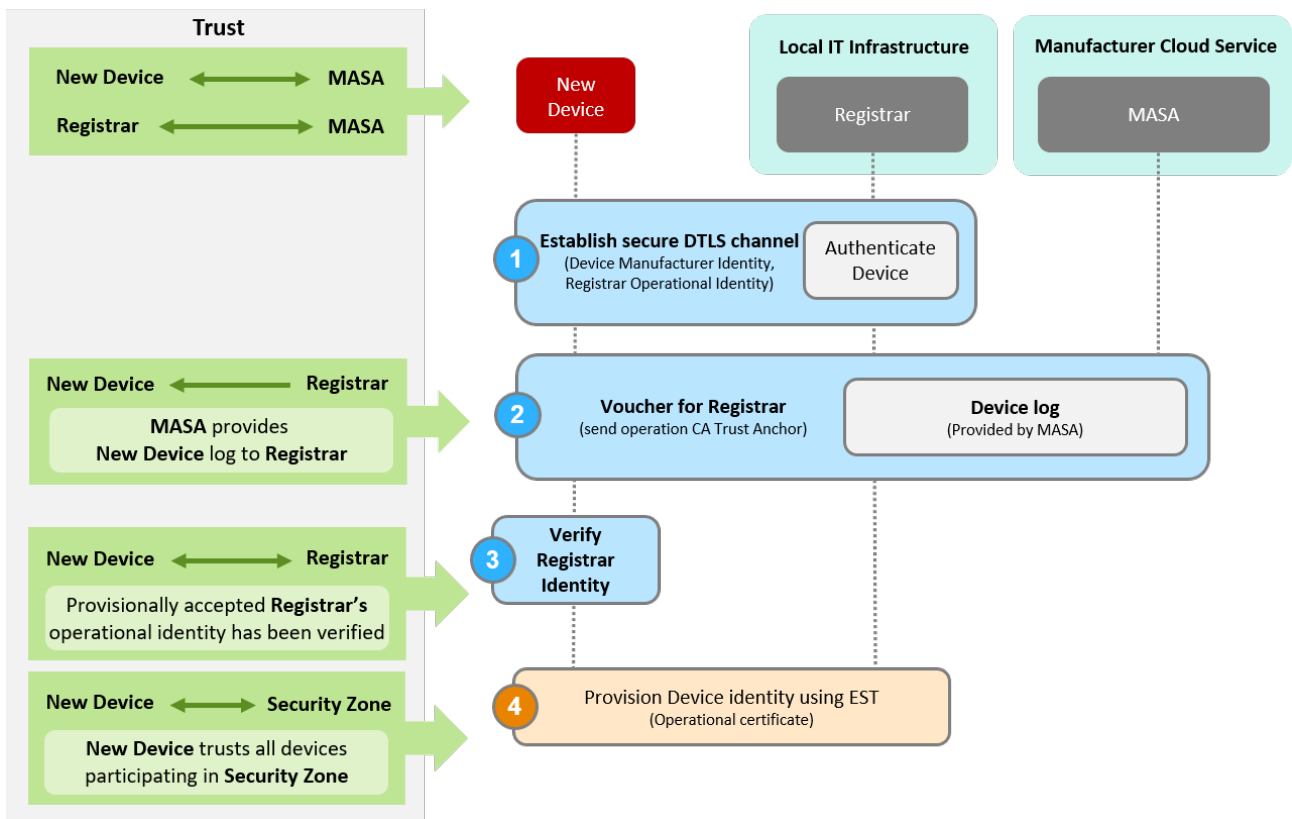 Trust
New Device
MASA
Registrar
MASA
New
Device
Local IT Infrastructure
Registrar
Manufacturer Cloud Service
MASA
1
Establish secure DTLS channel
(Device Manufacturer Identity,
Registrar Operational Identity)
Authenticate
Device
New Device
Registrar
MASA provides
New Device log to Registrar
2
Voucher for Registrar
(send operation CA Trust Anchor)
Device log
(Provided by MASA)
New Device
Registrar
Provisionally accepted Registrar's
operational identity has been verified
3
Verify
Registrar
Identity
New Device
Security Zone
New Device trusts all devices
participating in Security Zone
4
Provision Device identity using EST
(Operational certificate)